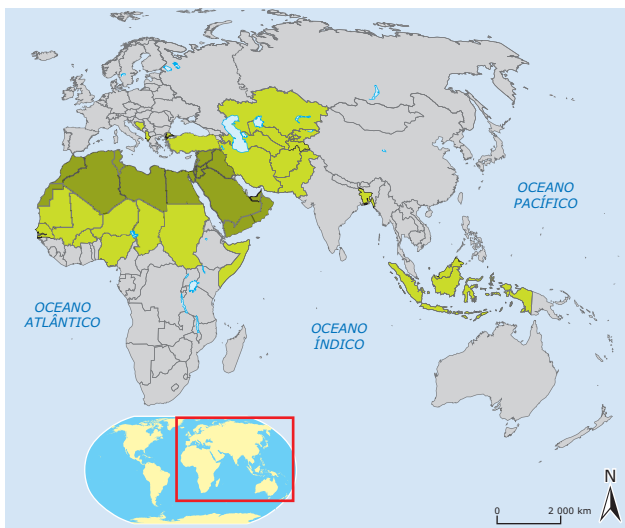 OCEANO
PACÍFICO
OCEANO
ATLÂNTICO
OCEANO
ÍNDICO
N
0 2 000 km